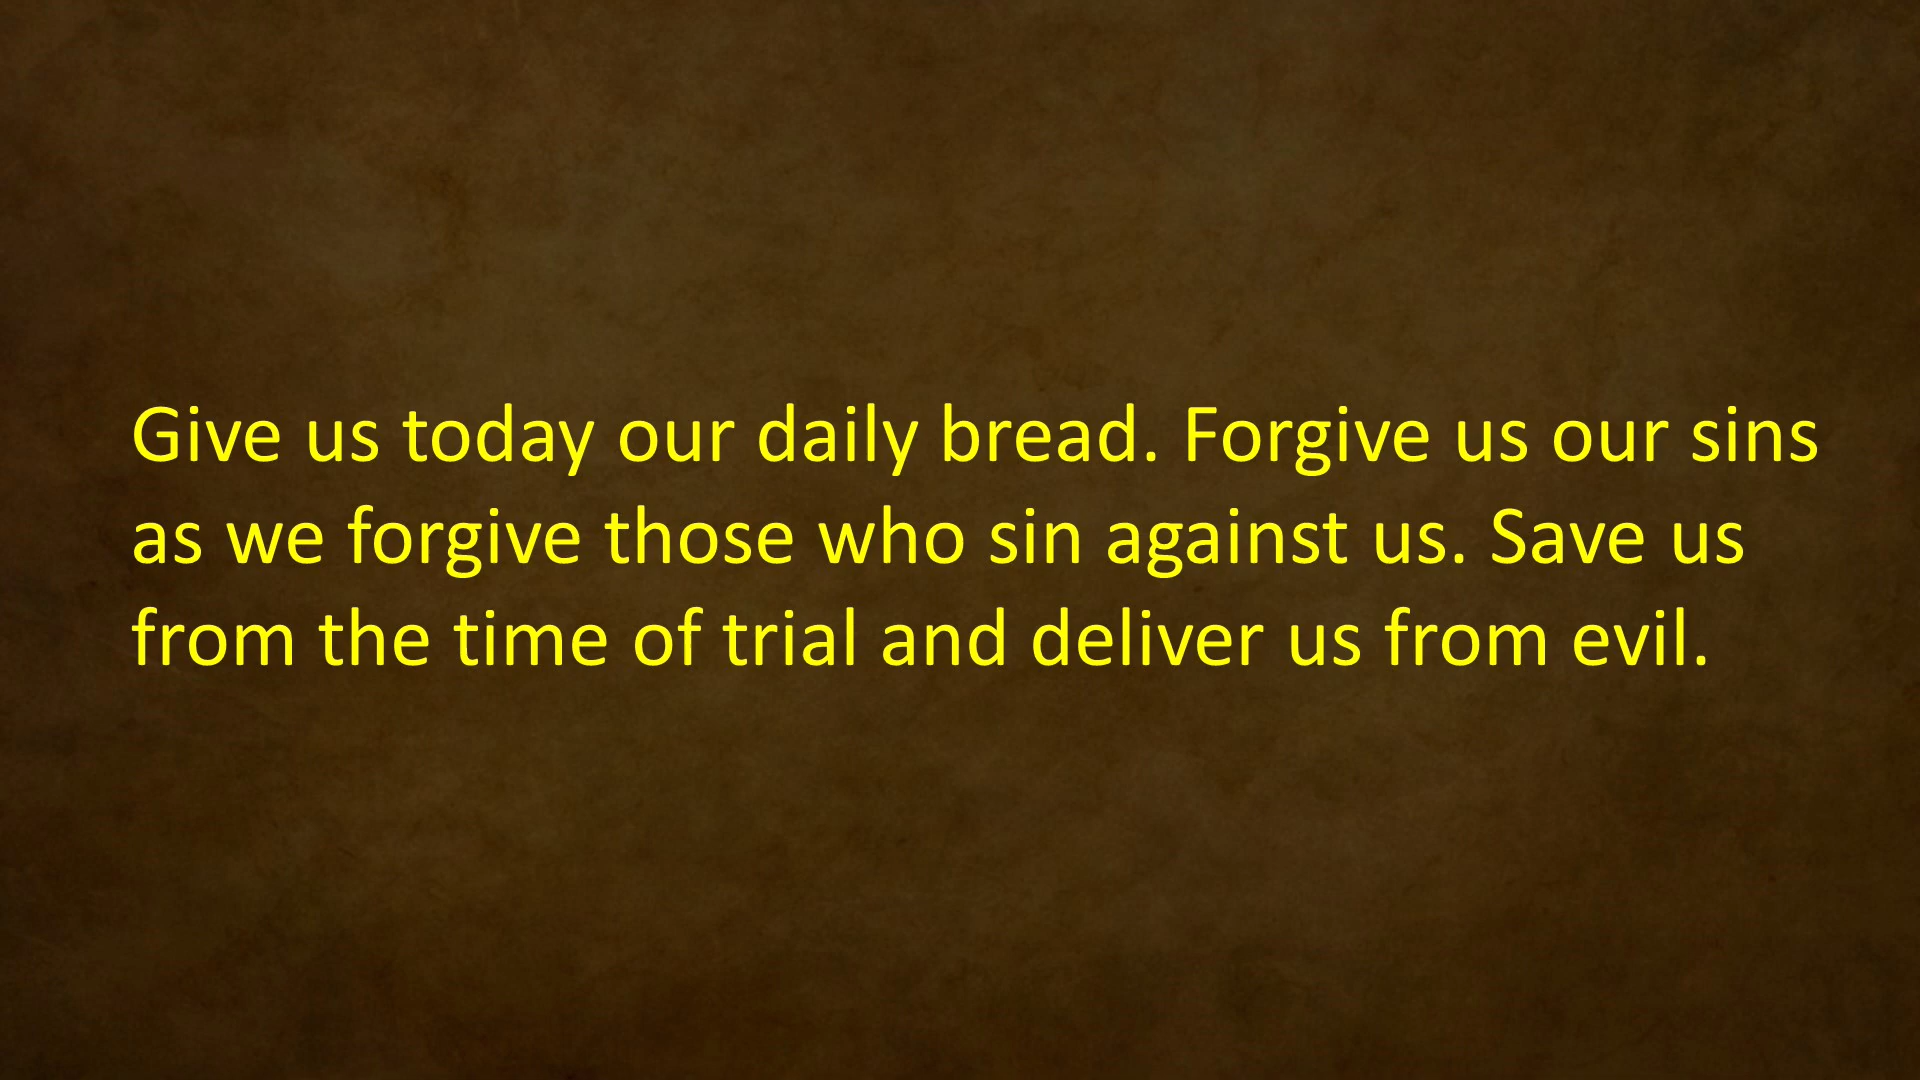 Give us today our daily bread. Forgive us our sins
as we forgive those who sin against us. Save us
from the time of trial and deliver us from evil.